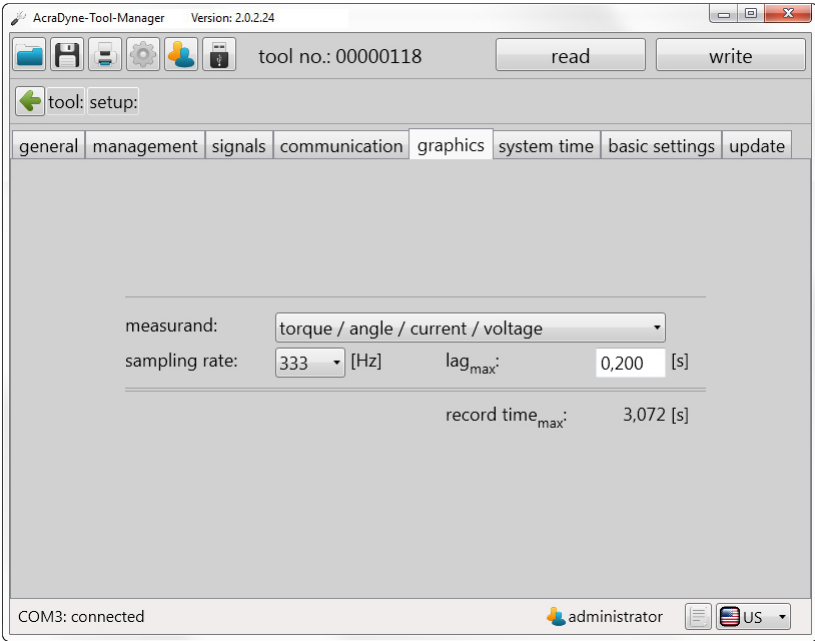 AcraDyne-Tool-Manager Version: 2.0.2.24
tool no.: 00000118 read write
tool: setup:
general management signals communication graphics system time basic settings update
measurand: torque / angle / current / voltage
sampling rate: 333 [Hz] lagmax: 0,200 [s]
record timemax: 3,072 [s]
COM3: connected administrator US